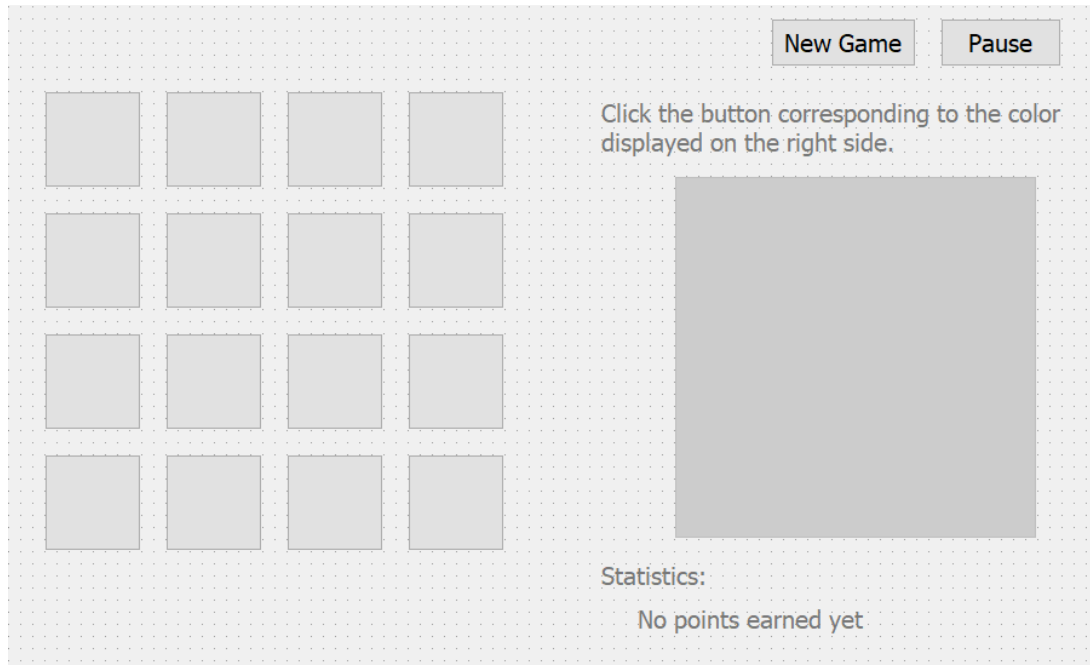 New Game Pause
Click the button corresponding to the color
displayed on the right side.
Statistics:
No points earned yet